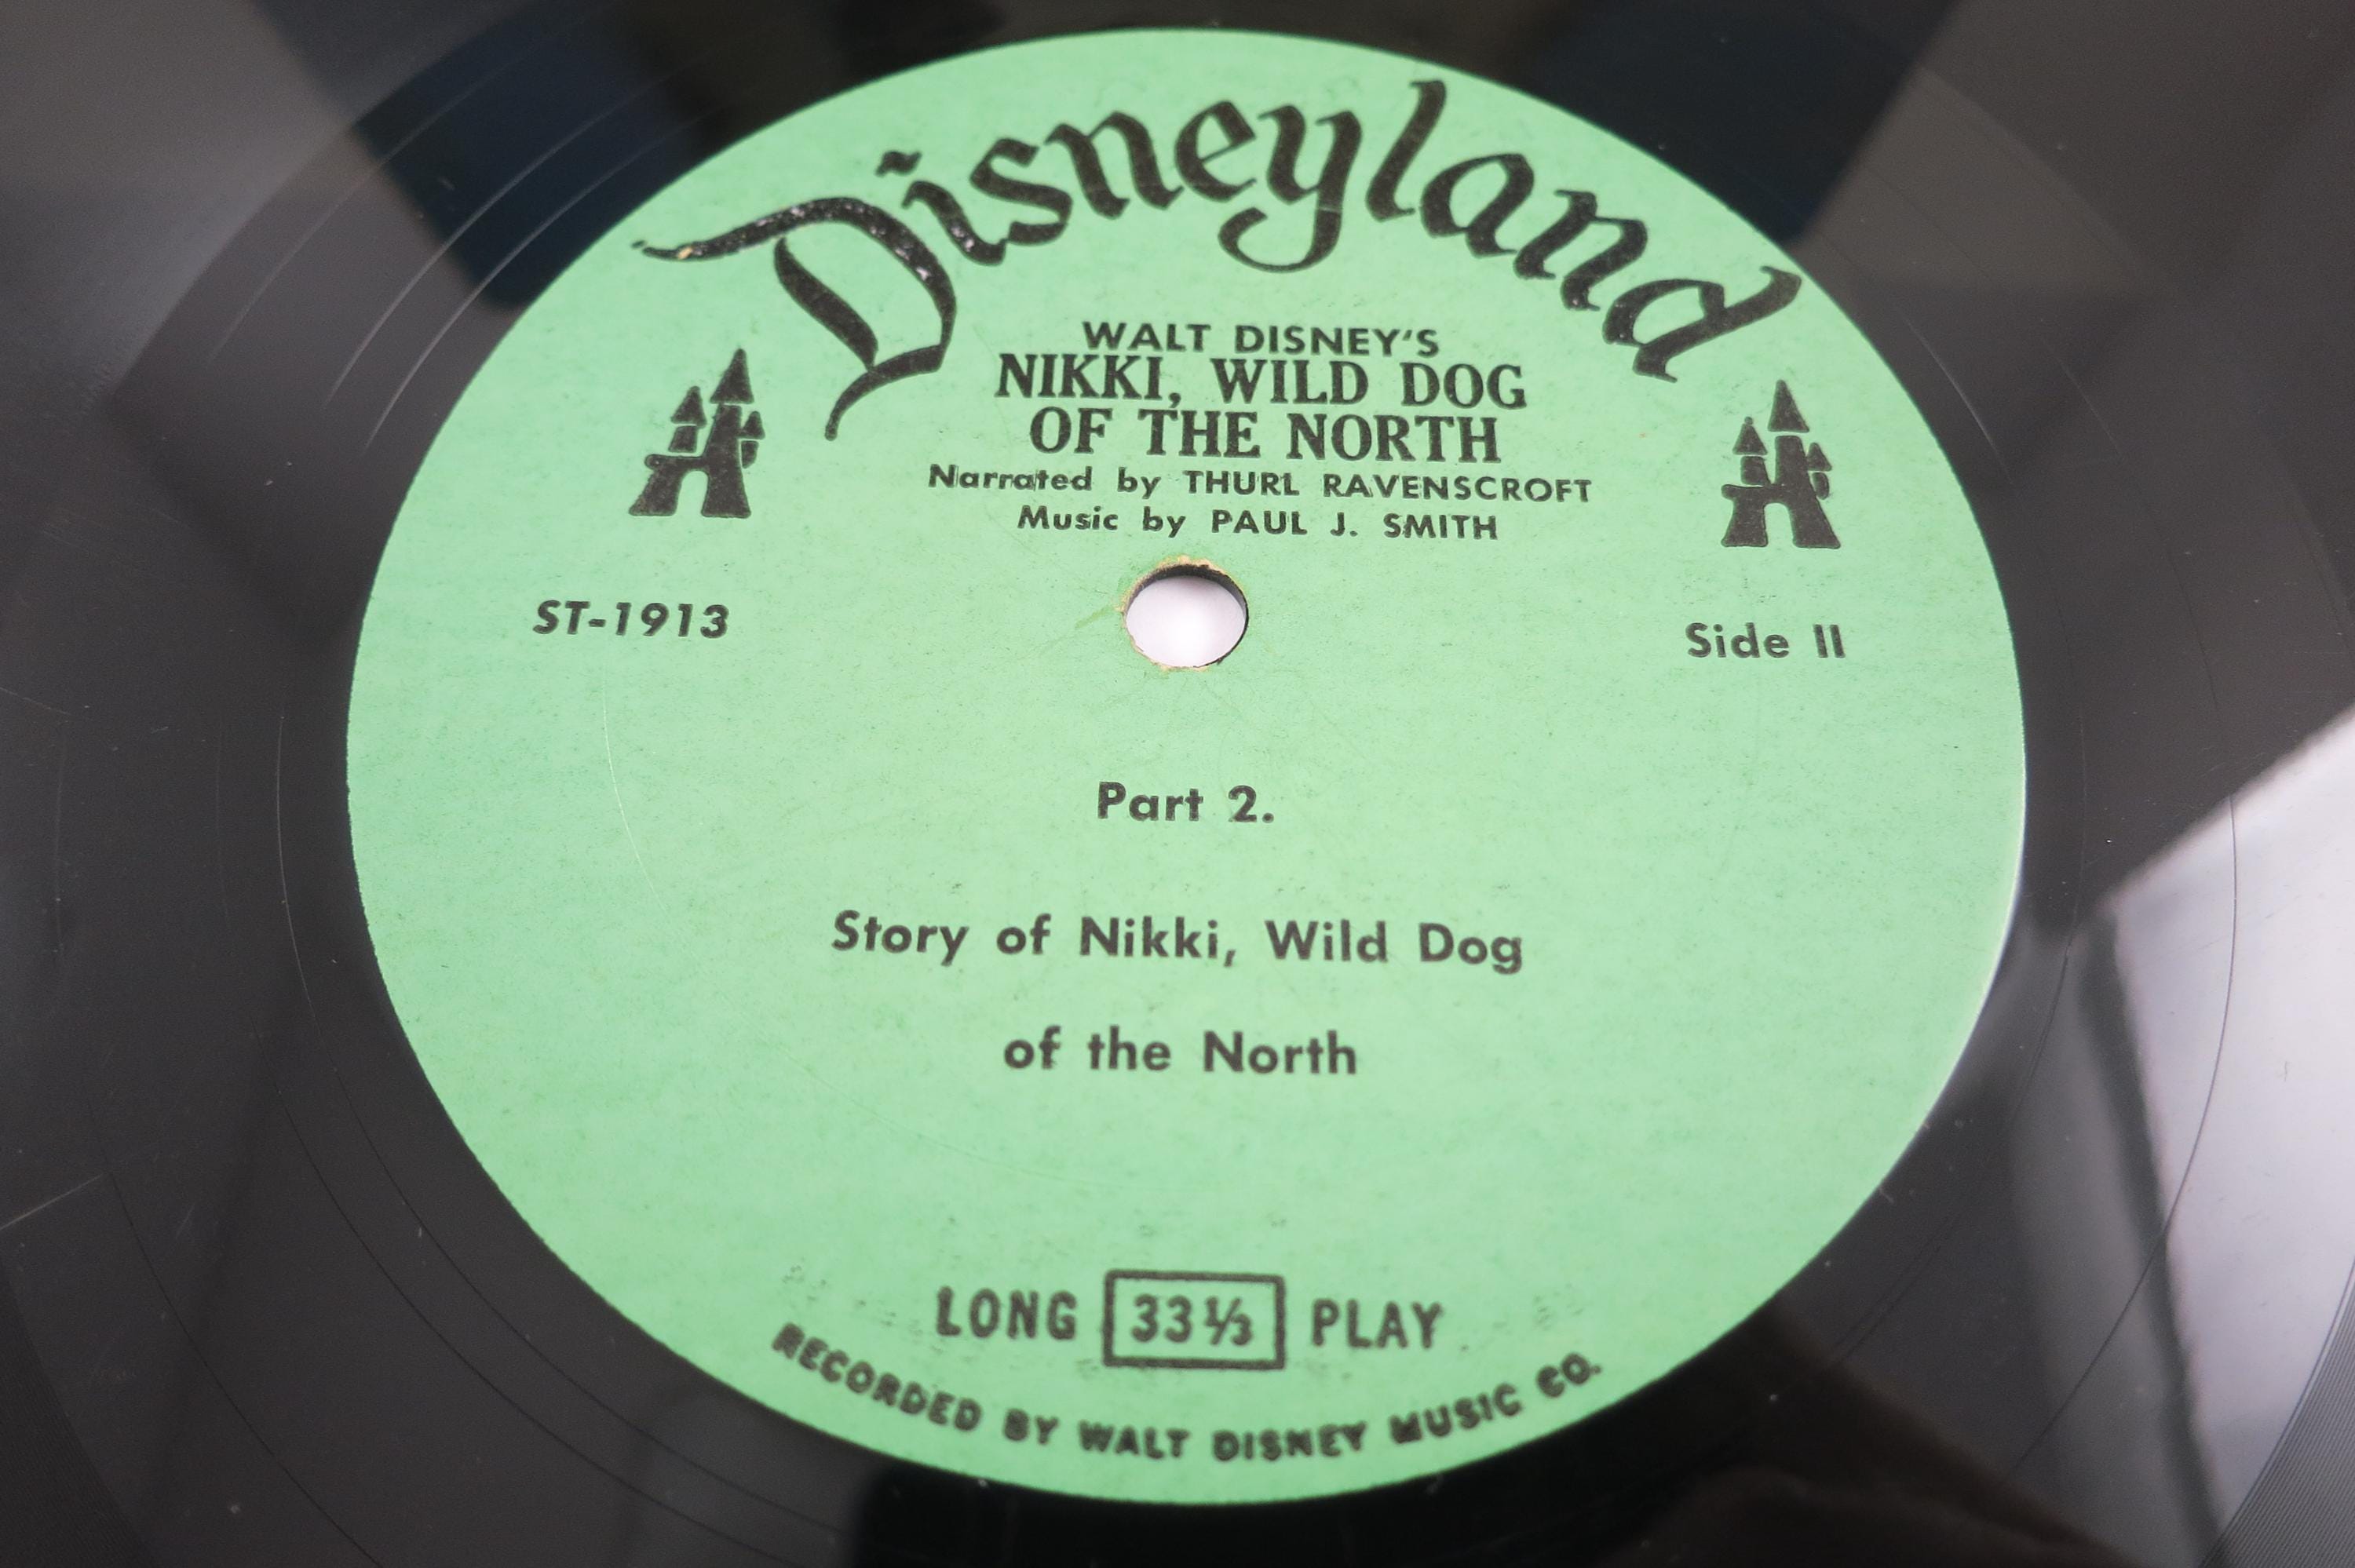 Disneyland
WALT DISNEY'S
NIKKI, WILD DOG
OF THE NORTH
Narrated by THURL RAVENSCROFT
Music by PAUL J. SMITH
ST-1913
Side II
Part 2.
Story of Nikki, Wild Dog
of the North
LONG 33⅓ PLAY
RECORDED BY WALT DISNEY MUSIC CO.